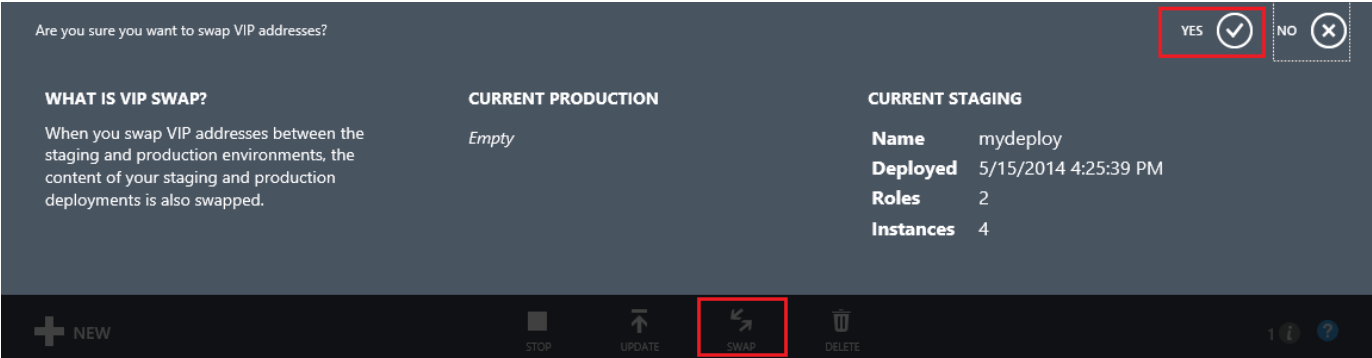 Are you sure you want to swap VIP addresses?
YES
NO
WHAT IS VIP SWAP?
When you swap VIP addresses between the
staging and production environments, the
content of your staging and production
deployments is also swapped.
CURRENT PRODUCTION
Empty
CURRENT STAGING
Name mydeploy
Deployed 5/15/2014 4:25:39 PM
Roles 2
Instances 4
NEW
STOP
UPDATE
SWAP
DELETE
1 i ?